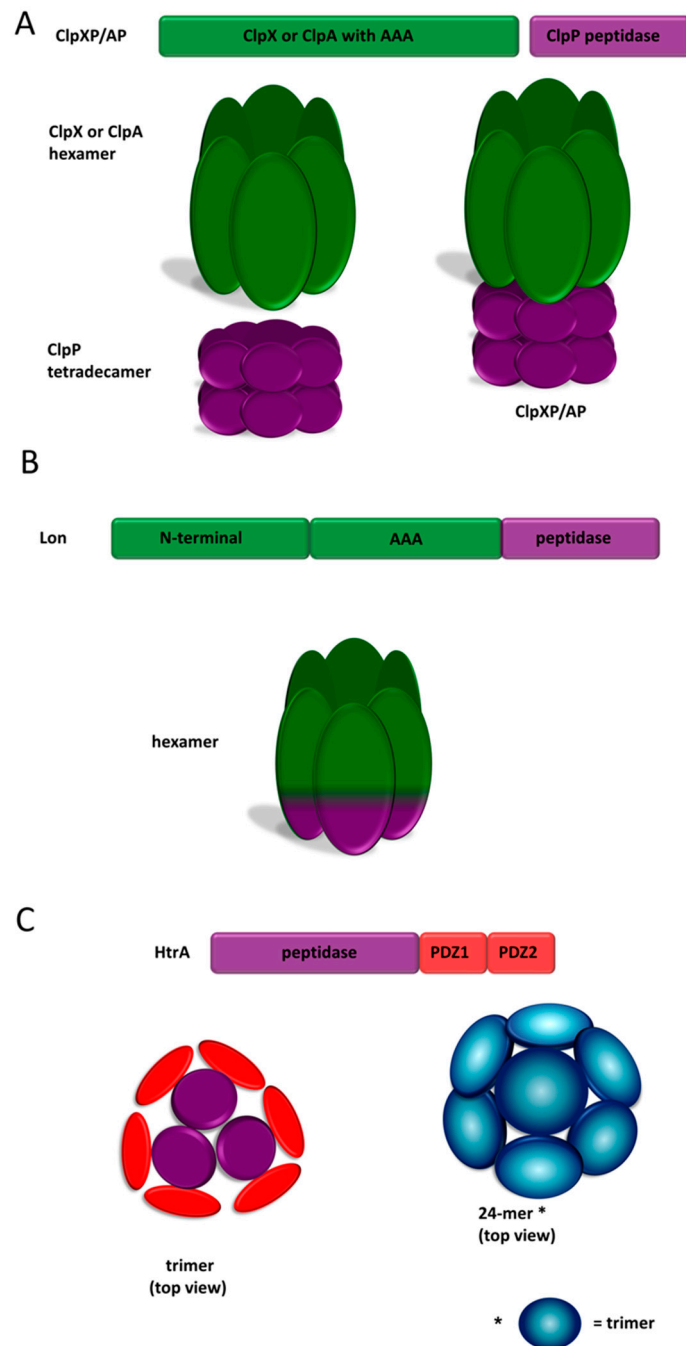 A
ClpXP/AP
ClpX or ClpA with AAA
ClpP peptidase
ClpX or ClpA
hexamer
ClpP
tetradecamer
ClpXP/AP
B
Lon
N-terminal
AAA
peptidase
hexamer
C
HtrA
peptidase
PDZ1
PDZ2
trimer
(top view)
24-mer *
(top view)
* = trimer